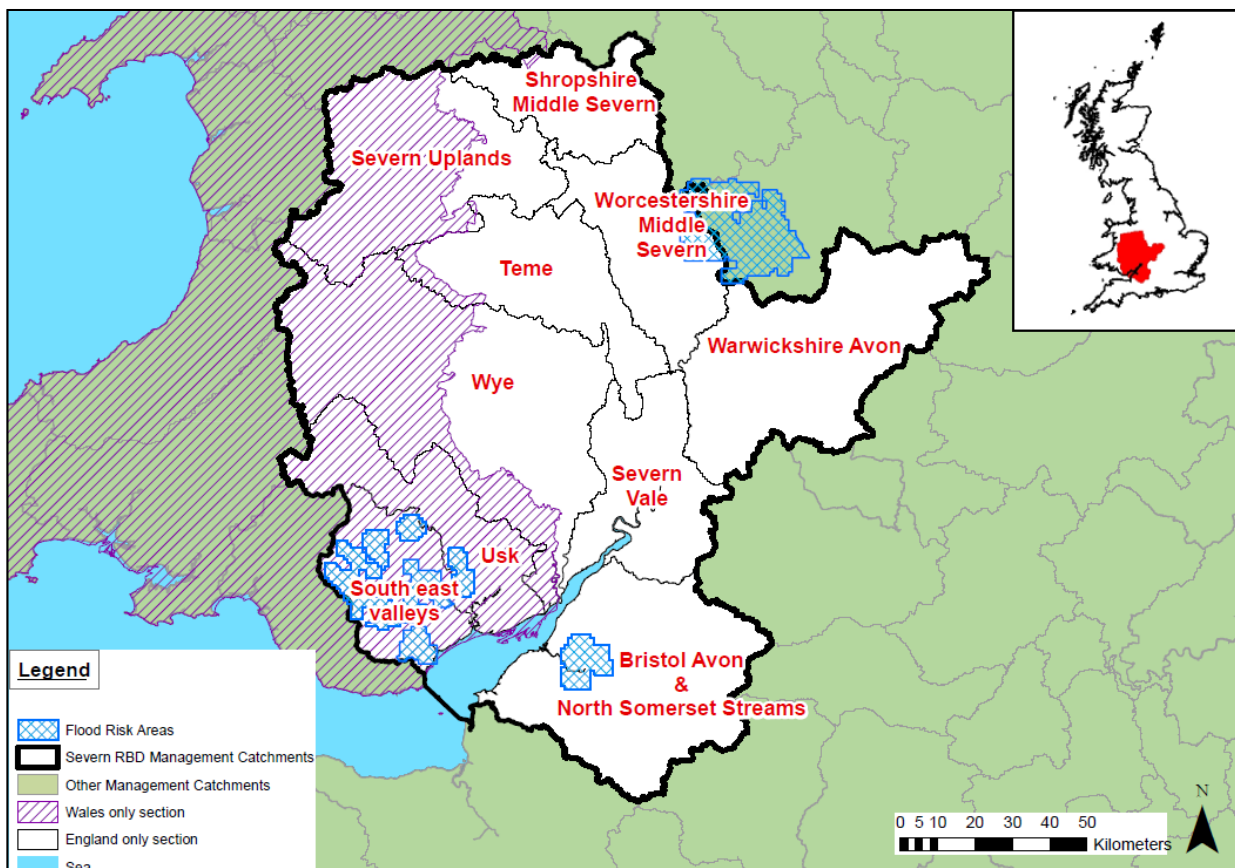 Shropshire
Middle Severn
Severn Uplands
Worcestershire
Middle
Severn
Teme
Warwickshire Avon
Wye
Severn
Vale
Usk
South east
valleys
Bristol Avon
&
North Somerset Streams
Legend
Flood Risk Areas
Severn RBD Management Catchments
Other Management Catchments
Wales only section
England only section
Sea
0 5 10 20 30 40 50
Kilometers
N